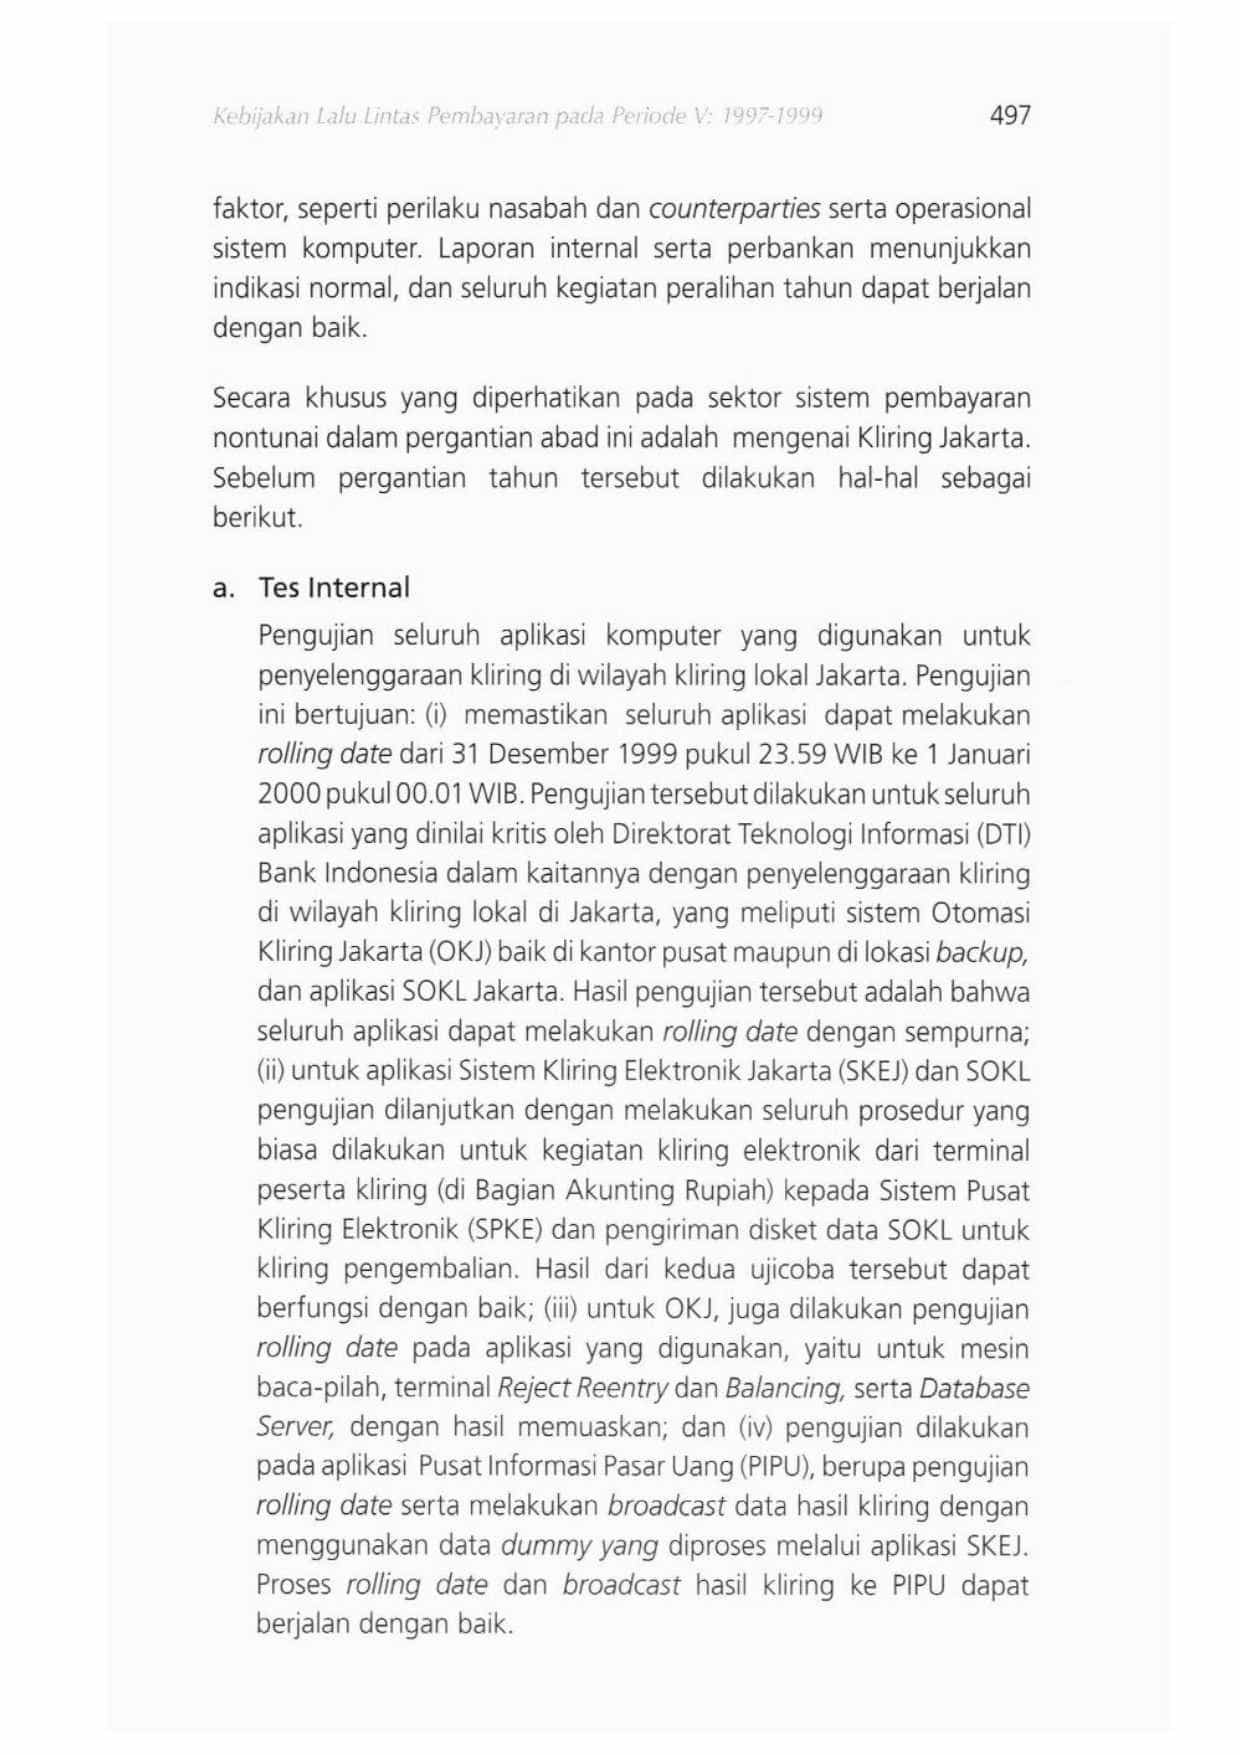 Kebijakan Lalu Lintas Pembayaran pada Periode V: 1997-1999 497
faktor, seperti perilaku nasabah dan counterparties serta operasional
sistem komputer. Laporan internal serta perbankan menunjukkan
indikasi normal, dan seluruh kegiatan peralihan tahun dapat berjalan
dengan baik.
Secara khusus yang diperhatikan pada sektor sistem pembayaran
nontunai dalam pergantian abad ini adalah mengenai Kliring Jakarta.
Sebelum pergantian tahun tersebut dilakukan hal-hal sebagai
berikut.
a. Tes Internal
Pengujian seluruh aplikasi komputer yang digunakan untuk
penyelenggaraan kliring di wilayah kliring lokal Jakarta. Pengujian
ini bertujuan: (i) memastikan seluruh aplikasi dapat melakukan
rolling date dari 31 Desember 1999 pukul 23.59 WIB ke 1 Januari
2000 pukul 00.01 WIB. Pengujian tersebut dilakukan untuk seluruh
aplikasi yang dinilai kritis oleh Direktorat Teknologi Informasi (DTI)
Bank Indonesia dalam kaitannya dengan penyelenggaraan kliring
di wilayah kliring lokal di Jakarta, yang meliputi sistem Otomasi
Kliring Jakarta (OKJ) baik di kantor pusat maupun di lokasi backup,
dan aplikasi SOKL Jakarta. Hasil pengujian tersebut adalah bahwa
seluruh aplikasi dapat melakukan rolling date dengan sempurna;
(ii) untuk aplikasi Sistem Kliring Elektronik Jakarta (SKEJ) dan SOKL
pengujian dilanjutkan dengan melakukan seluruh prosedur yang
biasa dilakukan untuk kegiatan kliring elektronik dari terminal
peserta kliring (di Bagian Akunting Rupiah) kepada Sistem Pusat
Kliring Elektronik (SPKE) dan pengiriman disket data SOKL untuk
kliring pengembalian. Hasil dari kedua ujicoba tersebut dapat
berfungsi dengan baik; (iii) untuk OKJ, juga dilakukan pengujian
rolling date pada aplikasi yang digunakan, yaitu untuk mesin
baca-pilah, terminal Reject Reentry dan Balancing, serta Database
Server, dengan hasil memuaskan; dan (iv) pengujian dilakukan
pada aplikasi Pusat Informasi Pasar Uang (PIPU), berupa pengujian
rolling date serta melakukan broadcast data hasil kliring dengan
menggunakan data dummy yang diproses melalui aplikasi SKEJ.
Proses rolling date dan broadcast hasil kliring ke PIPU dapat
berjalan dengan baik.